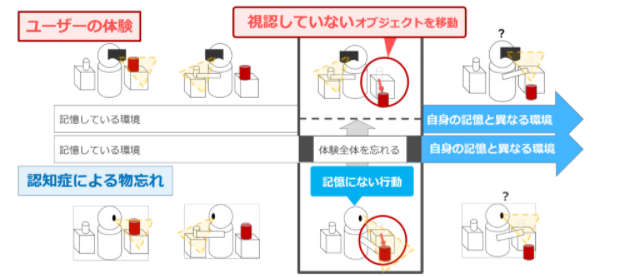 ユーザーの体験
視認していないオブジェクトを移動
?
記憶している環境
自身の記憶と異なる環境
記憶している環境
体験全体を忘れる
自身の記憶と異なる環境
認知症による物忘れ
記憶にない行動
?